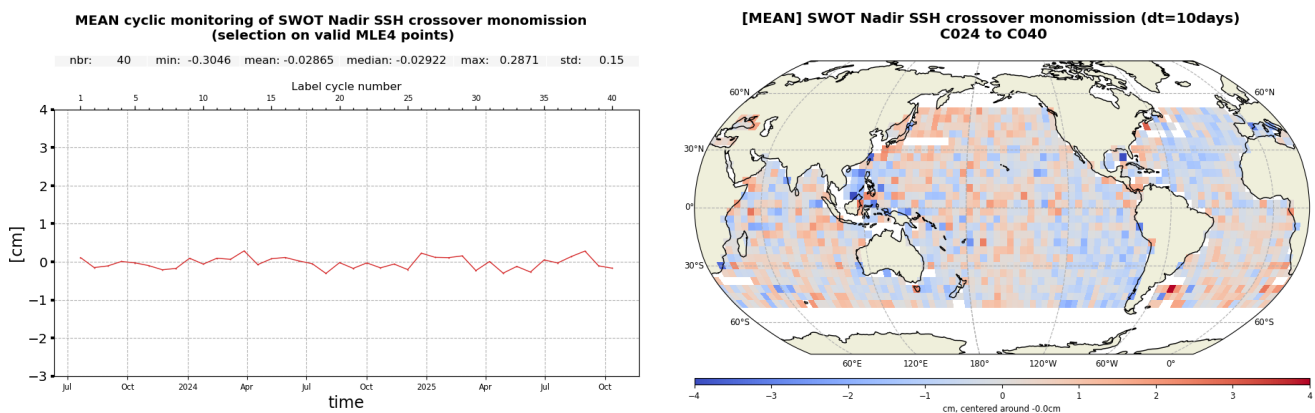 MEAN cyclic monitoring of SWOT Nadir SSH crossover monomission
(selection on valid MLE4 points)
nbr: 40 min: -0.3046 mean: -0.02865 median: -0.02922 max: 0.2871 std: 0.15
Label cycle number
1 5 10 15 20 25 30 35 40
4
3
2
1
0
−1
−2
−3
[cm]
Jul Oct 2024 Apr Jul Oct 2025 Apr Jul Oct
time
[MEAN] SWOT Nadir SSH crossover monomission (dt=10days)
C024 to C040
60°N 60°N
30°N 30°N
0° 0°
30°S 30°S
60°S 60°S
60°E 120°E 180° 120°W 60°W 0°
−4 −3 −2 −1 0 1 2 3 4
cm, centered around -0.0cm